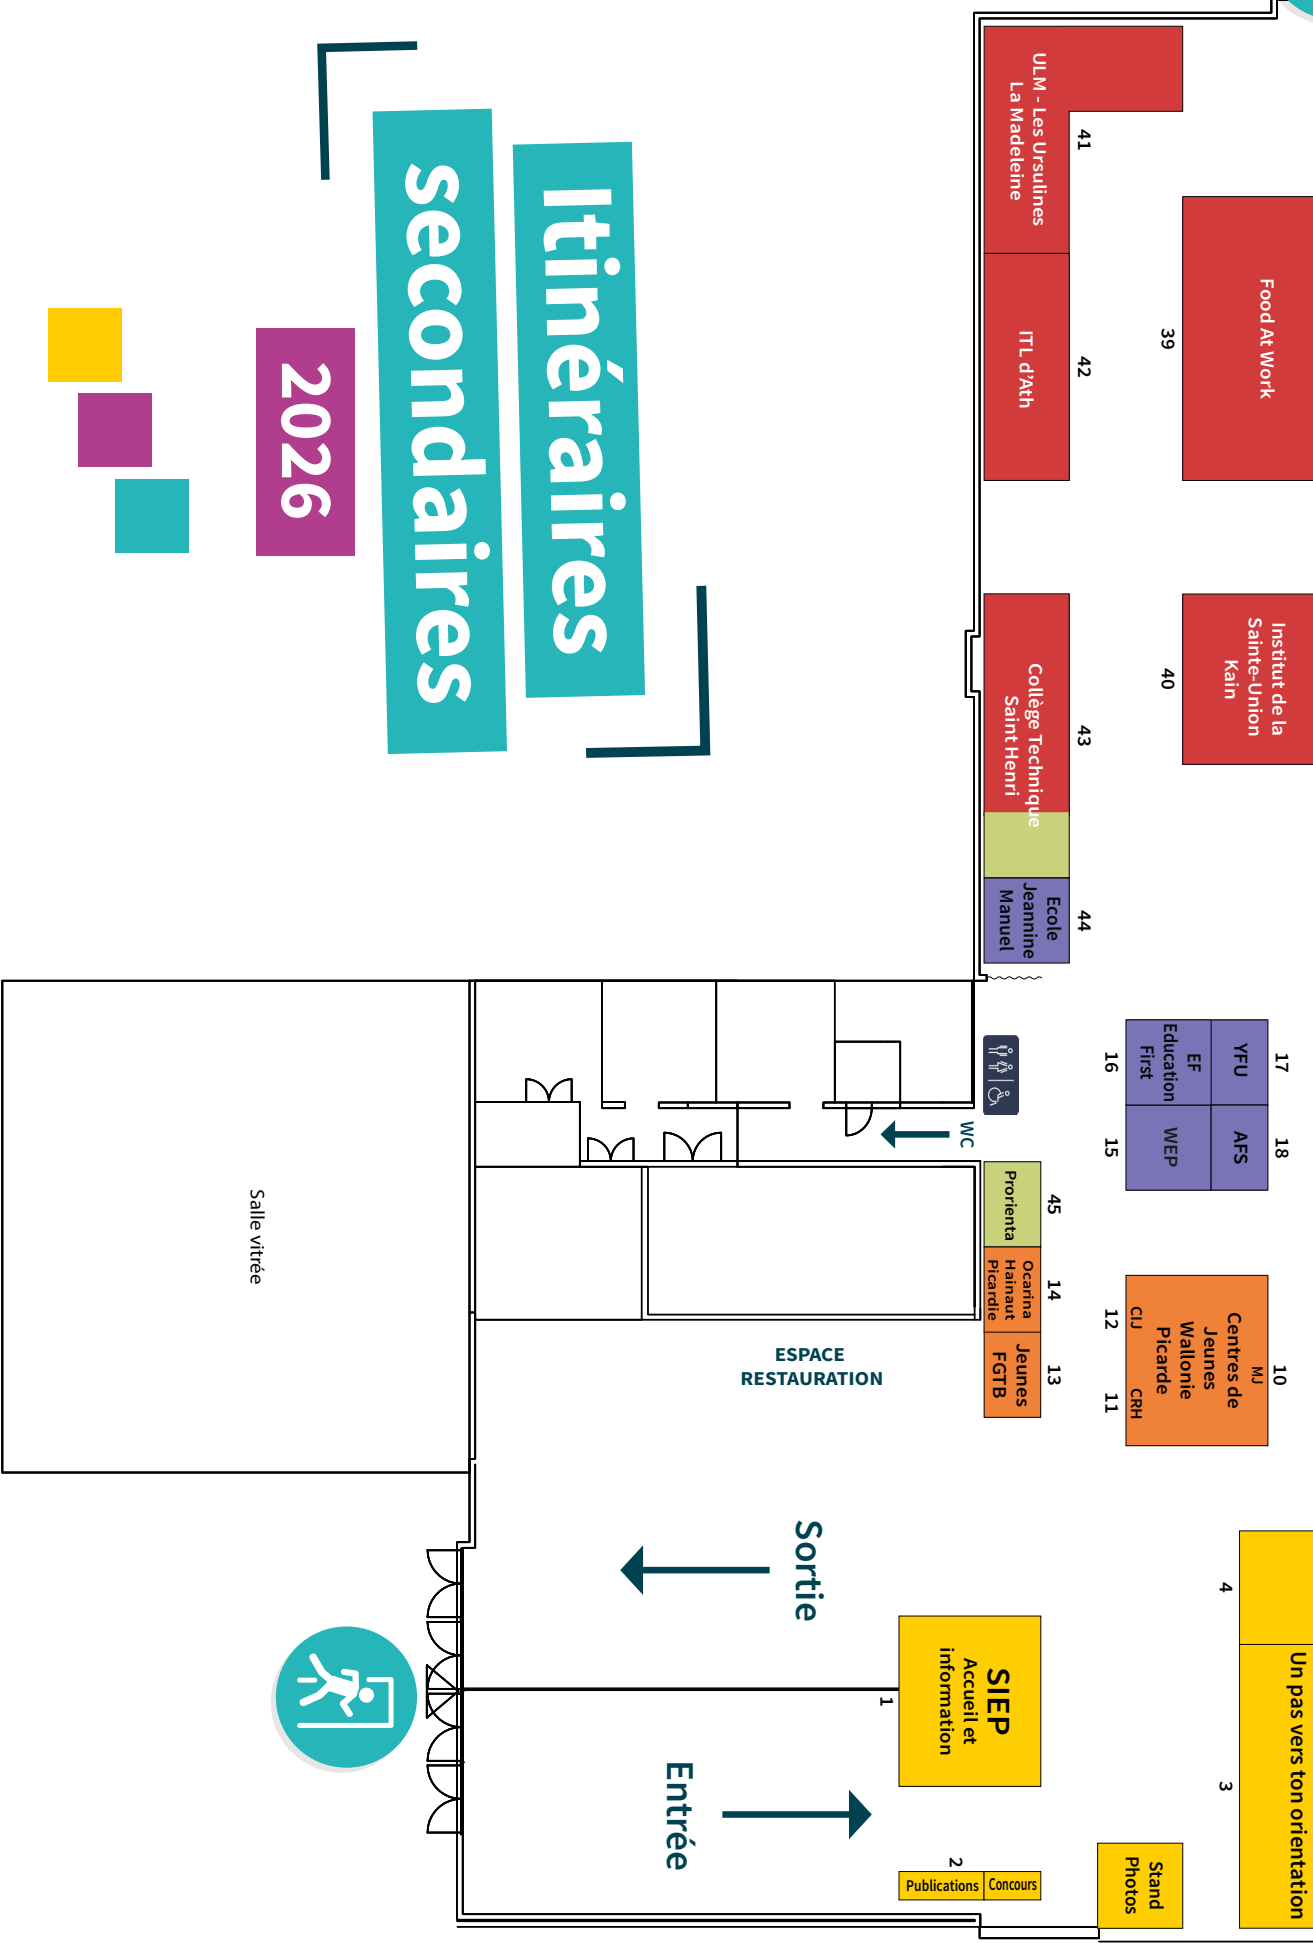 Itinéraires
secondaires
2026
ULM - Les Ursulines
La Madeleine
41
ITL d'Ath
42
Food At Work
39
Institut de la
Sainte-Union
Kain
40
Collège Technique
Saint Henri
43
Ecole
Jeannine
Manuel
44
17
YFU
EF
Education
First
16
18
AFS
WEP
15
WC
45
Prorienta
14
Ocarina
Hainaut
Picardie
13
Jeunes
FGTB
10
MJ
Centres de
Jeunes
Wallonie
Picarde
CIJ
CRH
12
11
ESPACE
RESTAURATION
Salle vitrée
Sortie
SIEP
Accueil et
information
1
Entrée
2
Publications
Concours
Stand
Photos
4
Un pas vers ton orientation
3